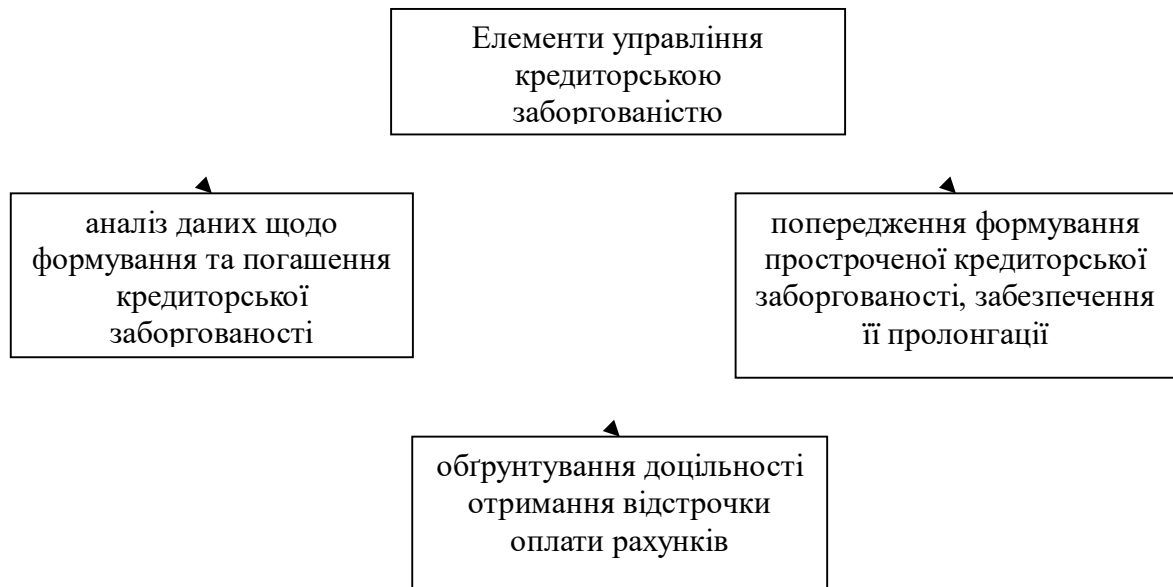 Елементи управління
кредиторською
заборгованістю
аналіз даних щодо
формування та погашення
кредиторської
заборгованості
попередження формування
простроченої кредиторської
заборгованості, забезпечення
її пролонгації
обґрунтування доцільності
отримання відстрочки
оплати рахунків